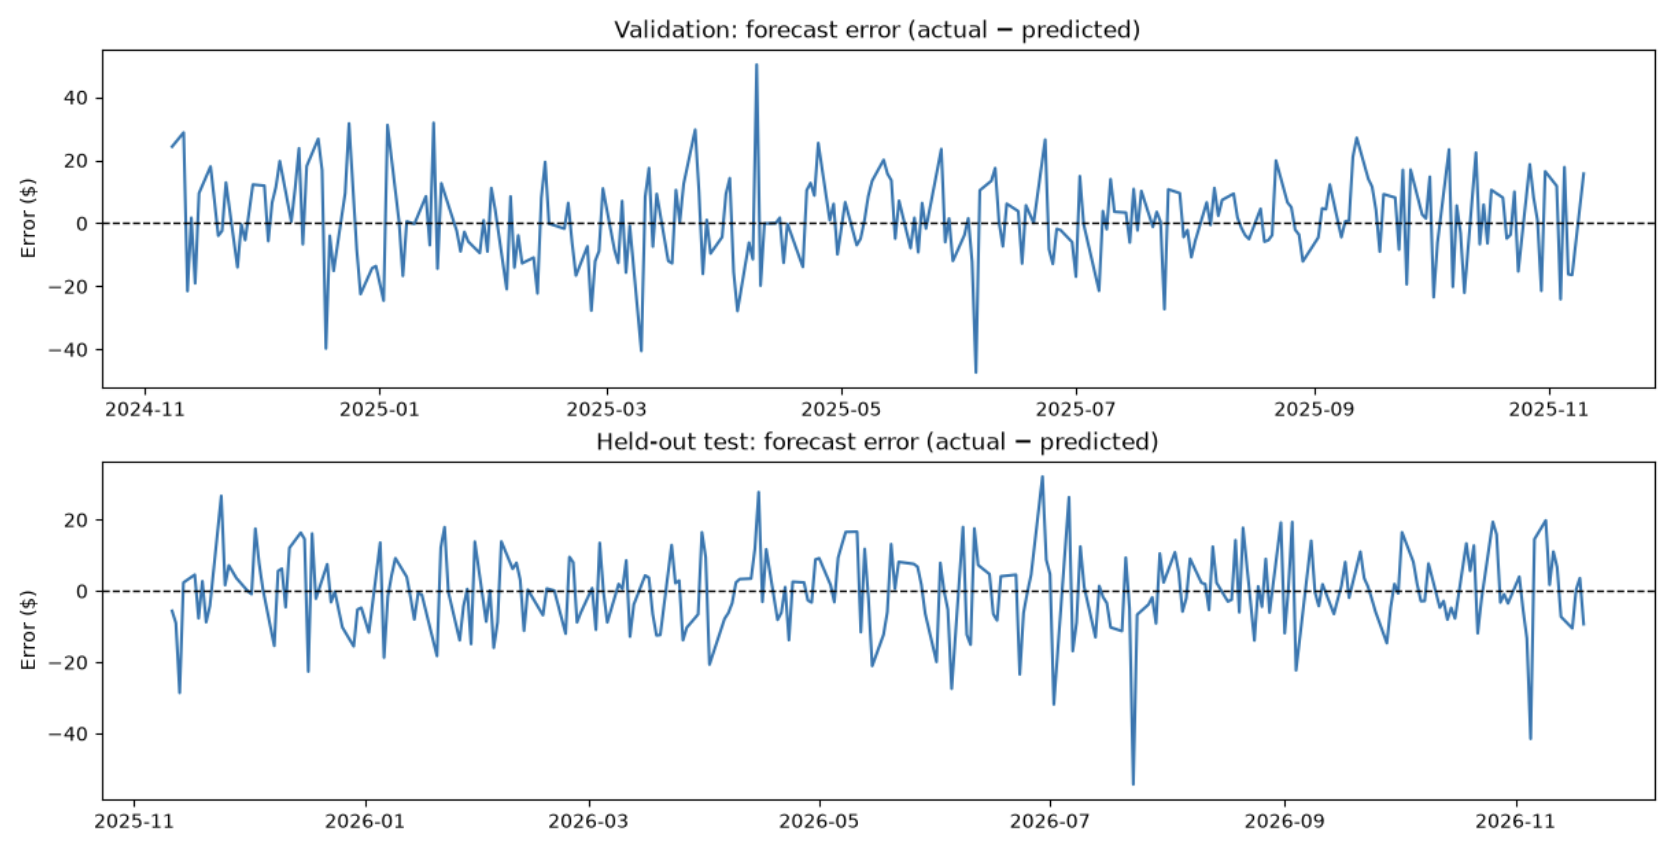 Validation: forecast error (actual − predicted)
Error ($)
40
20
0
−20
−40
2024-11 2025-01 2025-03 2025-05 2025-07 2025-09 2025-11
Held-out test: forecast error (actual − predicted)
Error ($)
20
0
−20
−40
2025-11 2026-01 2026-03 2026-05 2026-07 2026-09 2026-11